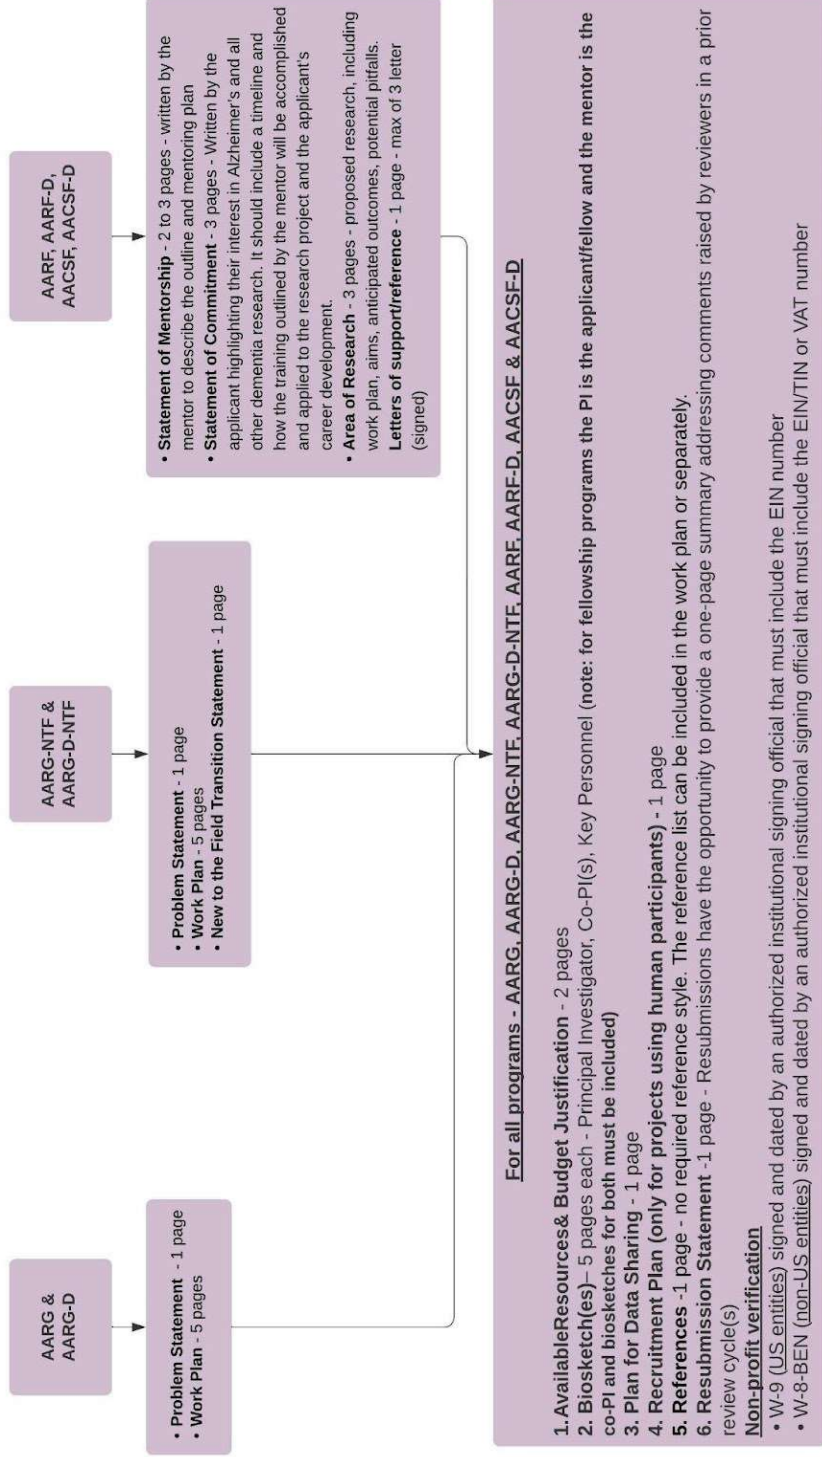 AARG &
AARG-D
• Problem Statement - 1 page
• Work Plan - 5 pages
AARG-NTF &
AARG-D-NTF
• Problem Statement - 1 page
• Work Plan - 5 pages
• New to the Field Transition Statement - 1 page
AARF, AARF-D,
AACSF, AACSF-D
• Statement of Mentorship - 2 to 3 pages - written by the
mentor to describe the outline and mentoring plan
• Statement of Commitment - 3 pages - Written by the
applicant highlighting their interest in Alzheimer's and all
other dementia research. It should include a timeline and
how the training outlined by the mentor will be accomplished
and applied to the research project and the applicant's
career development.
• Area of Research - 3 pages - proposed research, including
work plan, aims, anticipated outcomes, potential pitfalls.
Letters of support/reference - 1 page - max of 3 letter
(signed)
For all programs - AARG, AARG-D, AARG-NTF, AARG-D-NTF, AARF, AARF-D, AACSF & AACSF-D
1. AvailableResources& Budget Justification - 2 pages
2. Biosketch(es)– 5 pages each - Principal Investigator, Co-PI(s), Key Personnel (note: for fellowship programs the PI is the applicant/fellow and the mentor is the
co-PI and biosketches for both must be included)
3. Plan for Data Sharing - 1 page
4. Recruitment Plan (only for projects using human participants) - 1 page
5. References -1 page - no required reference style. The reference list can be included in the work plan or separately.
6. Resubmission Statement -1 page - Resubmissions have the opportunity to provide a one-page summary addressing comments raised by reviewers in a prior
review cycle(s)
Non-profit verification
• W-9 (US entities) signed and dated by an authorized institutional signing official that must include the EIN number
• W-8-BEN (non-US entities) signed and dated by an authorized institutional signing official that must include the EIN/TIN or VAT number